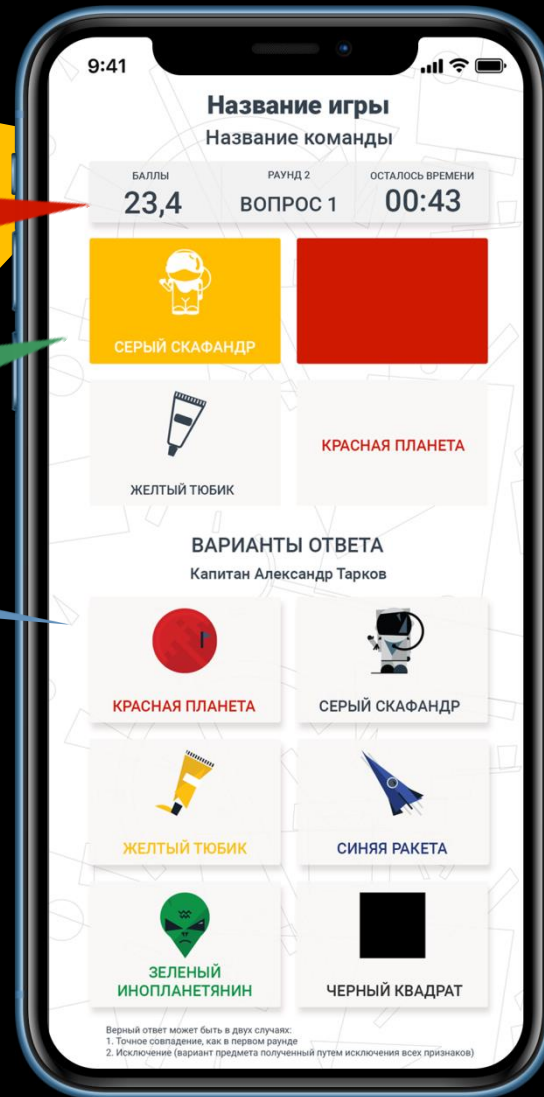 9:41
Название игры
Название команды
БАЛЛЫ
23,4
РАУНД 2
ВОПРОС 1
ОСТАЛОСЬ ВРЕМЕНИ
00:43
СЕРЫЙ СКАФАНДР
ЖЕЛТЫЙ ТЮБИК
КРАСНАЯ ПЛАНЕТА
ВАРИАНТЫ ОТВЕТА
Капитан Александр Тарков
КРАСНАЯ ПЛАНЕТА
СЕРЫЙ СКАФАНДР
ЖЕЛТЫЙ ТЮБИК
СИНЯЯ РАКЕТА
ЗЕЛЕНЫЙ
ИНОПЛАНЕТЯНИН
ЧЕРНЫЙ КВАДРАТ
Верный ответ может быть в двух случаях:
1. Точное совпадение, как в первом раунде
2. Исключение (вариант предмета полученный путем исключения всех признаков)